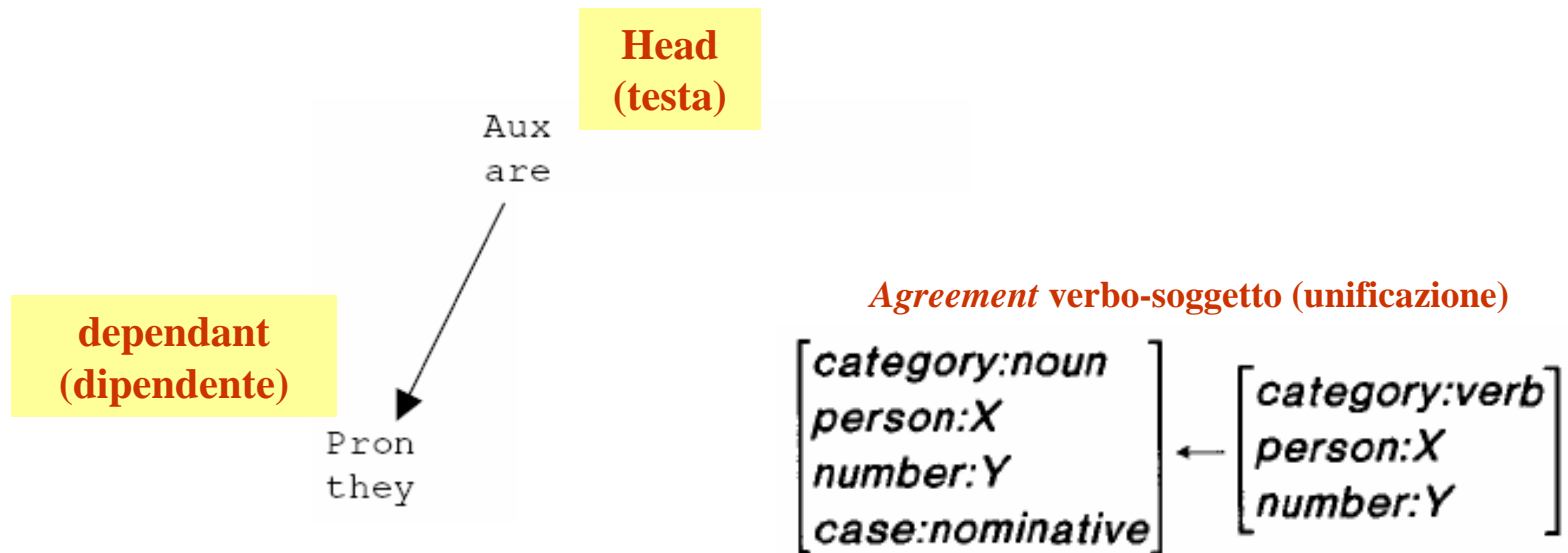 Head
(testa)
Aux
are
dependant
(dipendente)
Pron
they
Agreement verbo-soggetto (unificazione)
category:noun
person:X
number:Y
case:nominative
←
category:verb
person:X
number:Y